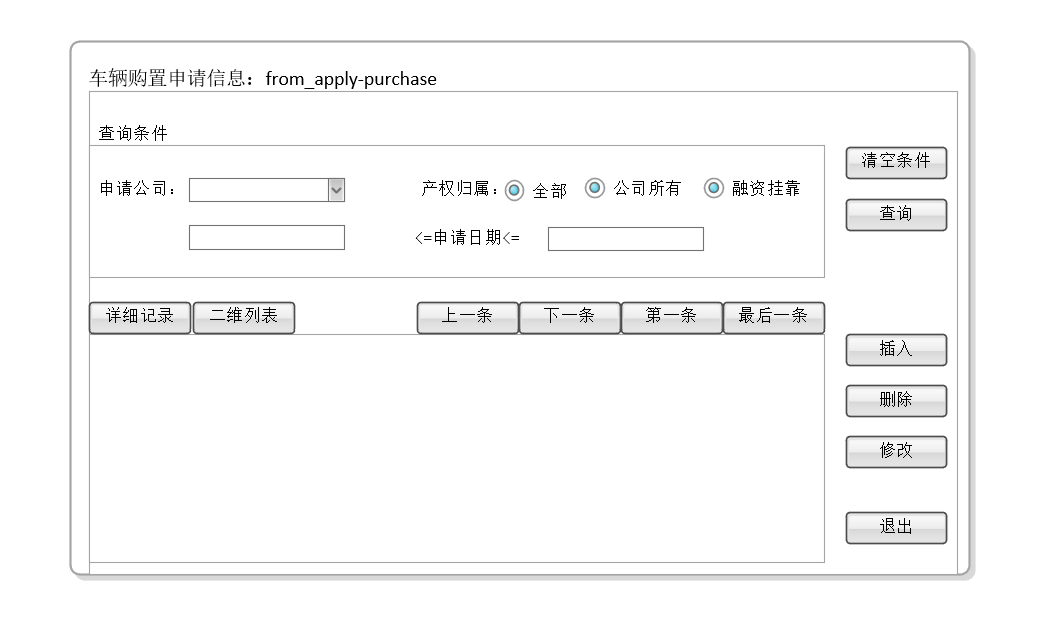 车辆购置申请信息：from_apply-purchase
查询条件
清空条件
申请公司：
产权归属： 全部 公司所有 融资挂靠
查询
<=申请日期<=
详细记录 二维列表 上一条 下一条 第一条 最后一条
插入
删除
修改
退出